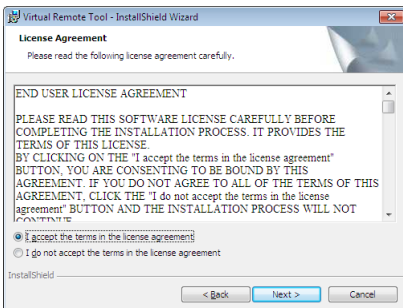 Virtual Remote Tool - InstallShield Wizard
License Agreement
Please read the following license agreement carefully.
END USER LICENSE AGREEMENT
PLEASE READ THIS SOFTWARE LICENSE CAREFULLY BEFORE
COMPLETING THE INSTALLATION PROCESS. IT PROVIDES THE
TERMS OF THIS LICENSE.
BY CLICKING ON THE "I accept the terms in the license agreement"
BUTTON, YOU ARE CONSENTING TO BE BOUND BY THIS
AGREEMENT. IF YOU DO NOT AGREE TO ALL OF THE TERMS OF THIS
AGREEMENT, CLICK THE "I do not accept the terms in the license
agreement" BUTTON AND THE INSTALLATION PROCESS WILL NOT
CONTINUE
I accept the terms in the license agreement
I do not accept the terms in the license agreement
InstallShield
< Back Next > Cancel